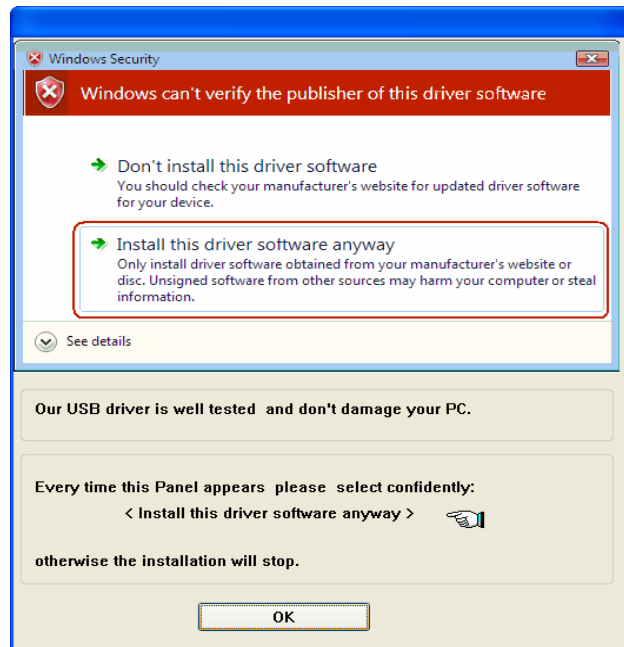 Windows Security
Windows can't verify the publisher of this driver software
Don't install this driver software
You should check your manufacturer's website for updated driver software
for your device.
Install this driver software anyway
Only install driver software obtained from your manufacturer's website or
disc. Unsigned software from other sources may harm your computer or steal
information.
See details
Our USB driver is well tested  and don't damage your PC.
Every time this Panel appears  please  select confidently:
< Install this driver software anyway >
otherwise the installation will stop.
OK